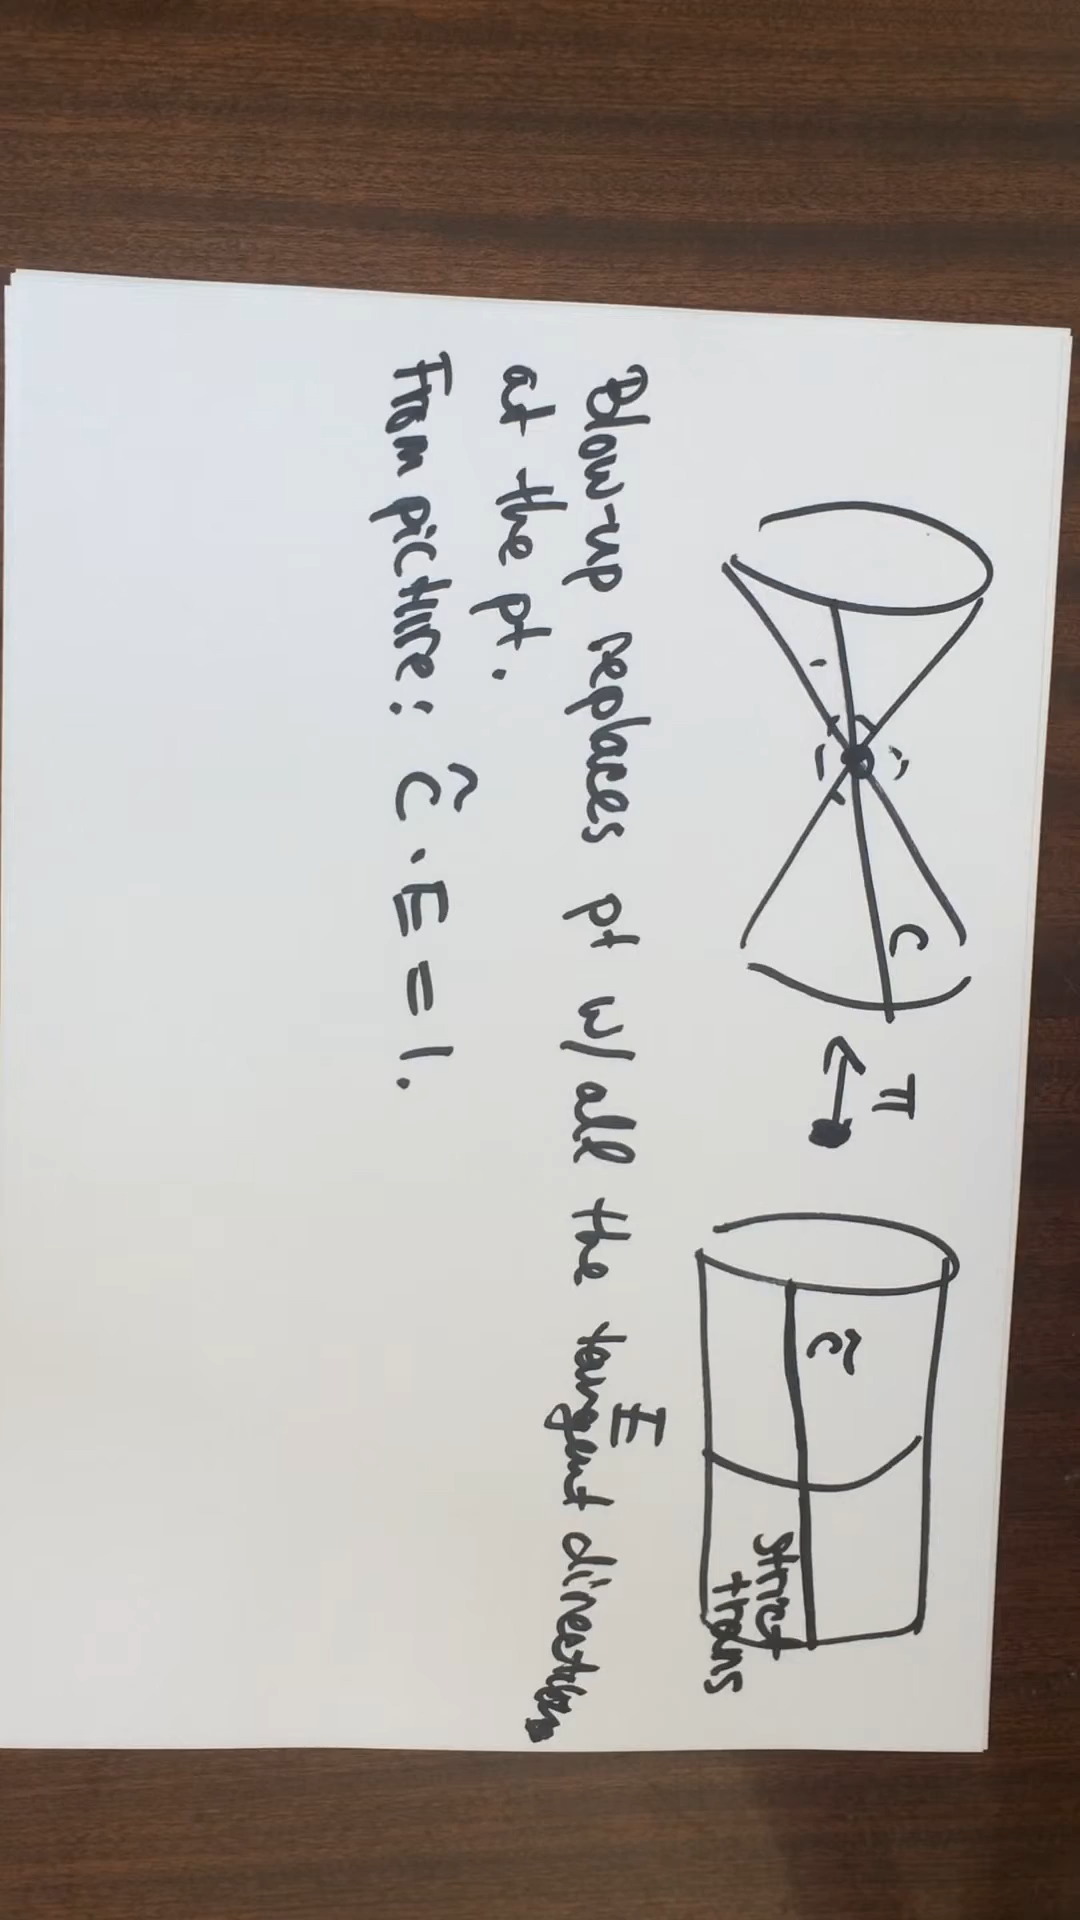 C
π
Ĉ
strict
trans
E
Blow-up replaces pt w/ all the tangent directions
at the pt.
From picture: Ĉ · E = 1.